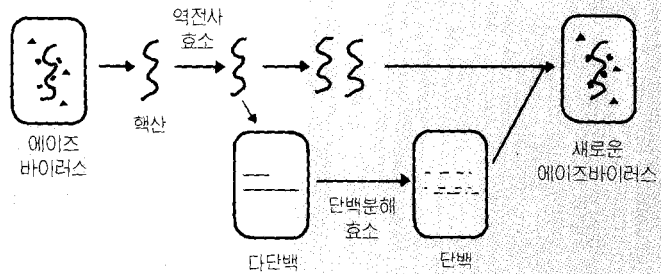 역전사
효소
핵산
에이즈
바이러스
새로운
에이즈바이러스
단백분해
효소
다단백
단백